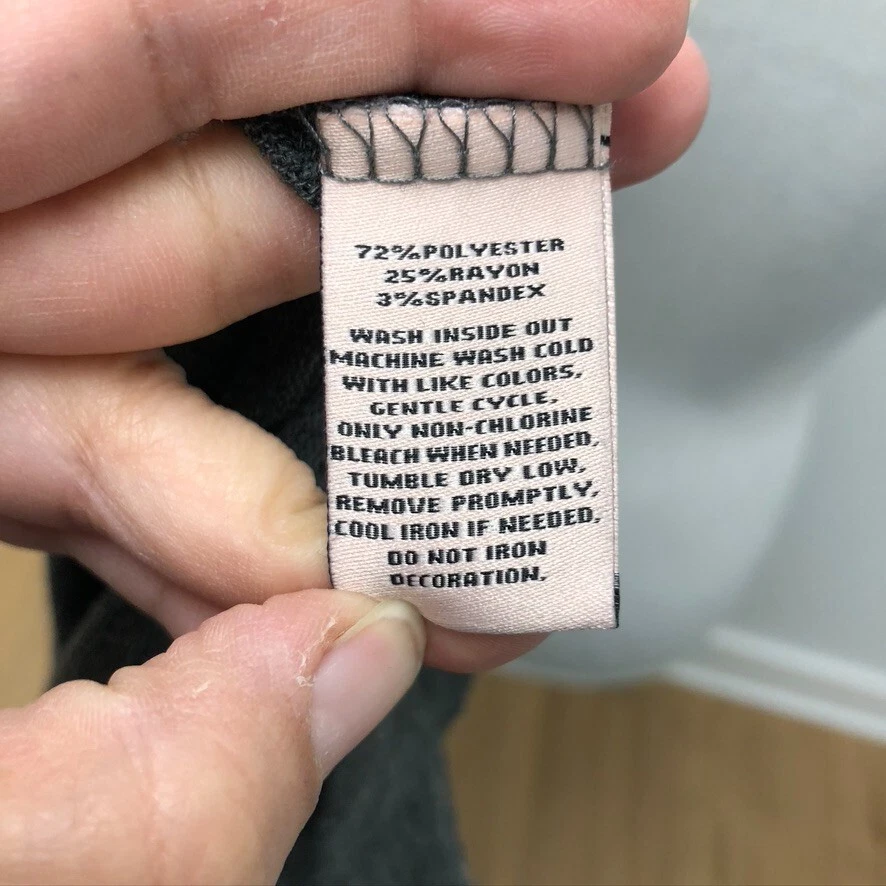 72%POLYESTER
25%RAYON
3%SPANDEX
WASH INSIDE OUT
MACHINE WASH COLD
WITH LIKE COLORS,
GENTLE CYCLE,
ONLY NON-CHLORINE
BLEACH WHEN NEEDED,
TUMBLE DRY LOW,
REMOVE PROMPTLY,
COOL IRON IF NEEDED,
DO NOT IRON
DECORATION,